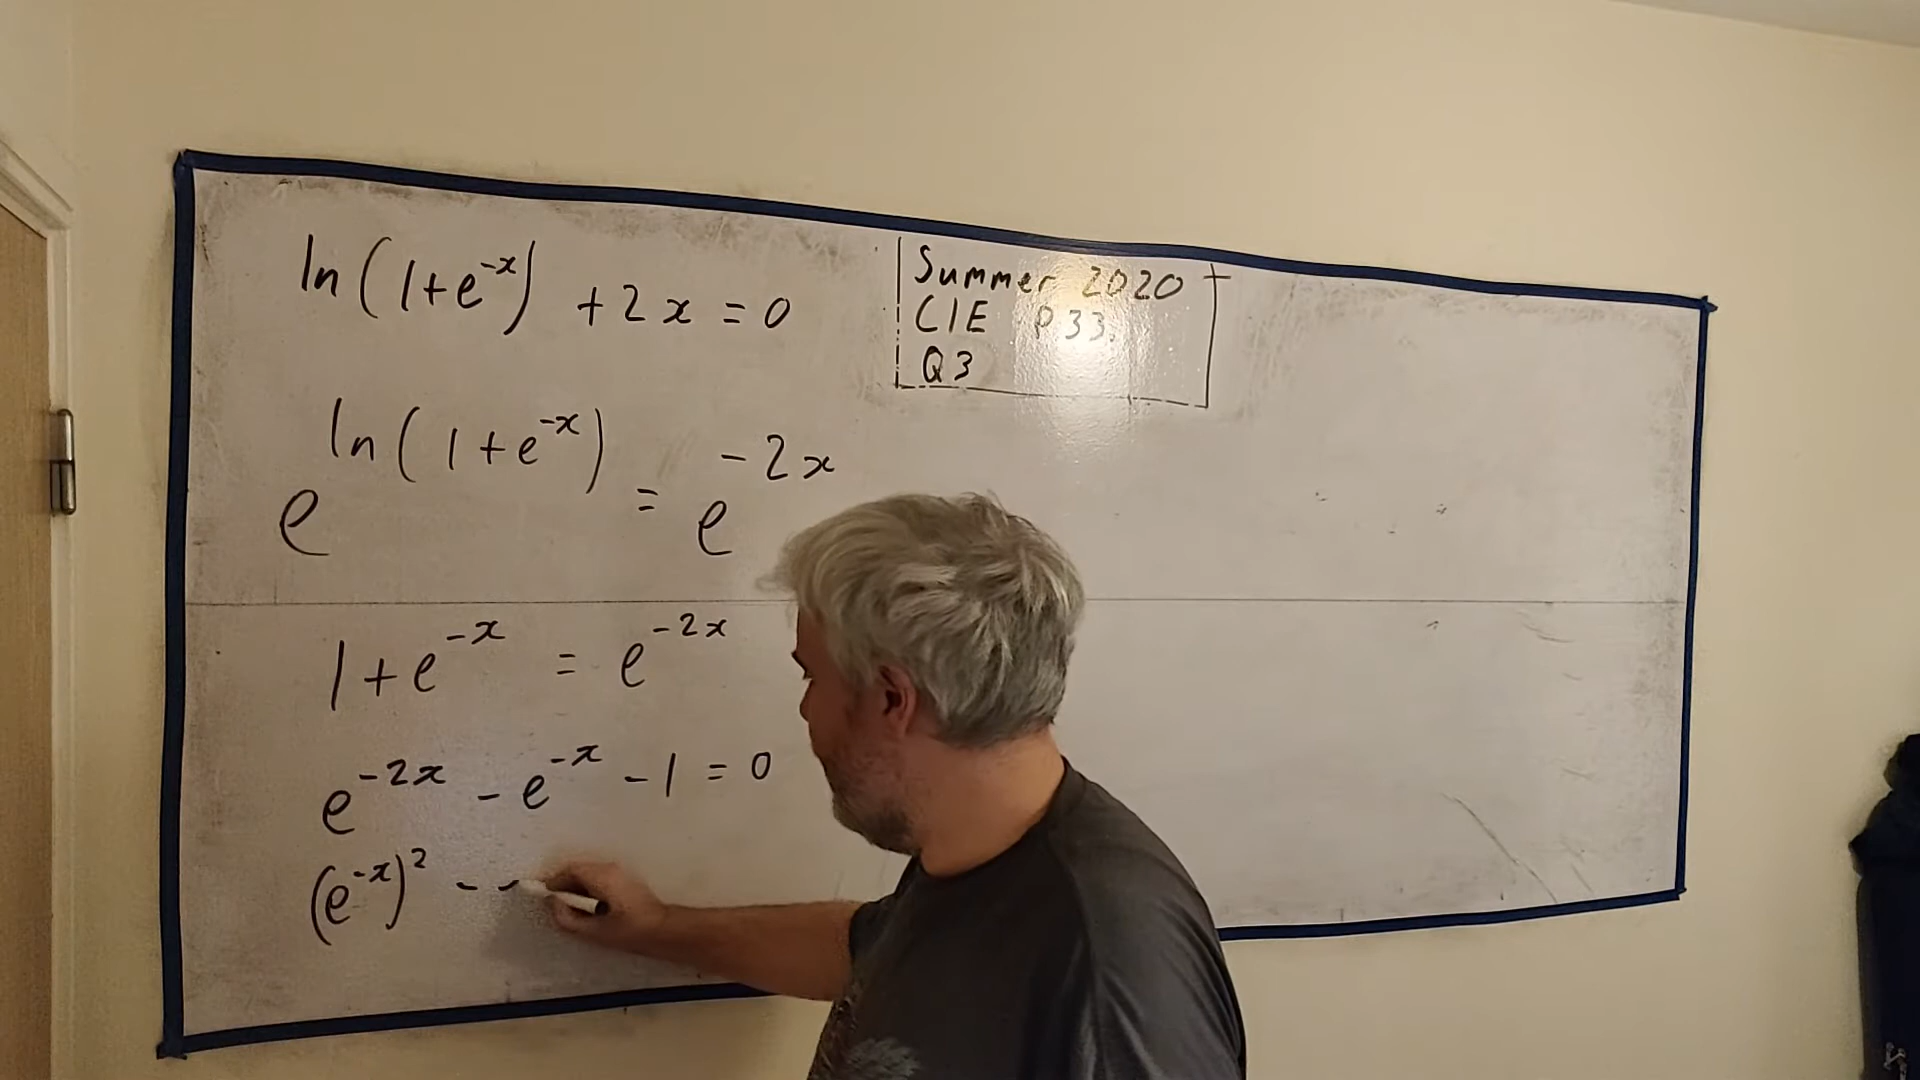 ln(1+e^-x) +2x = 0
Summer 2020
CIE P33.
Q3
e^ln(1+e^-x) = e^-2x
1+e^-x = e^-2x
e^-2x - e^-x - 1 = 0
(e^-x)^2 -